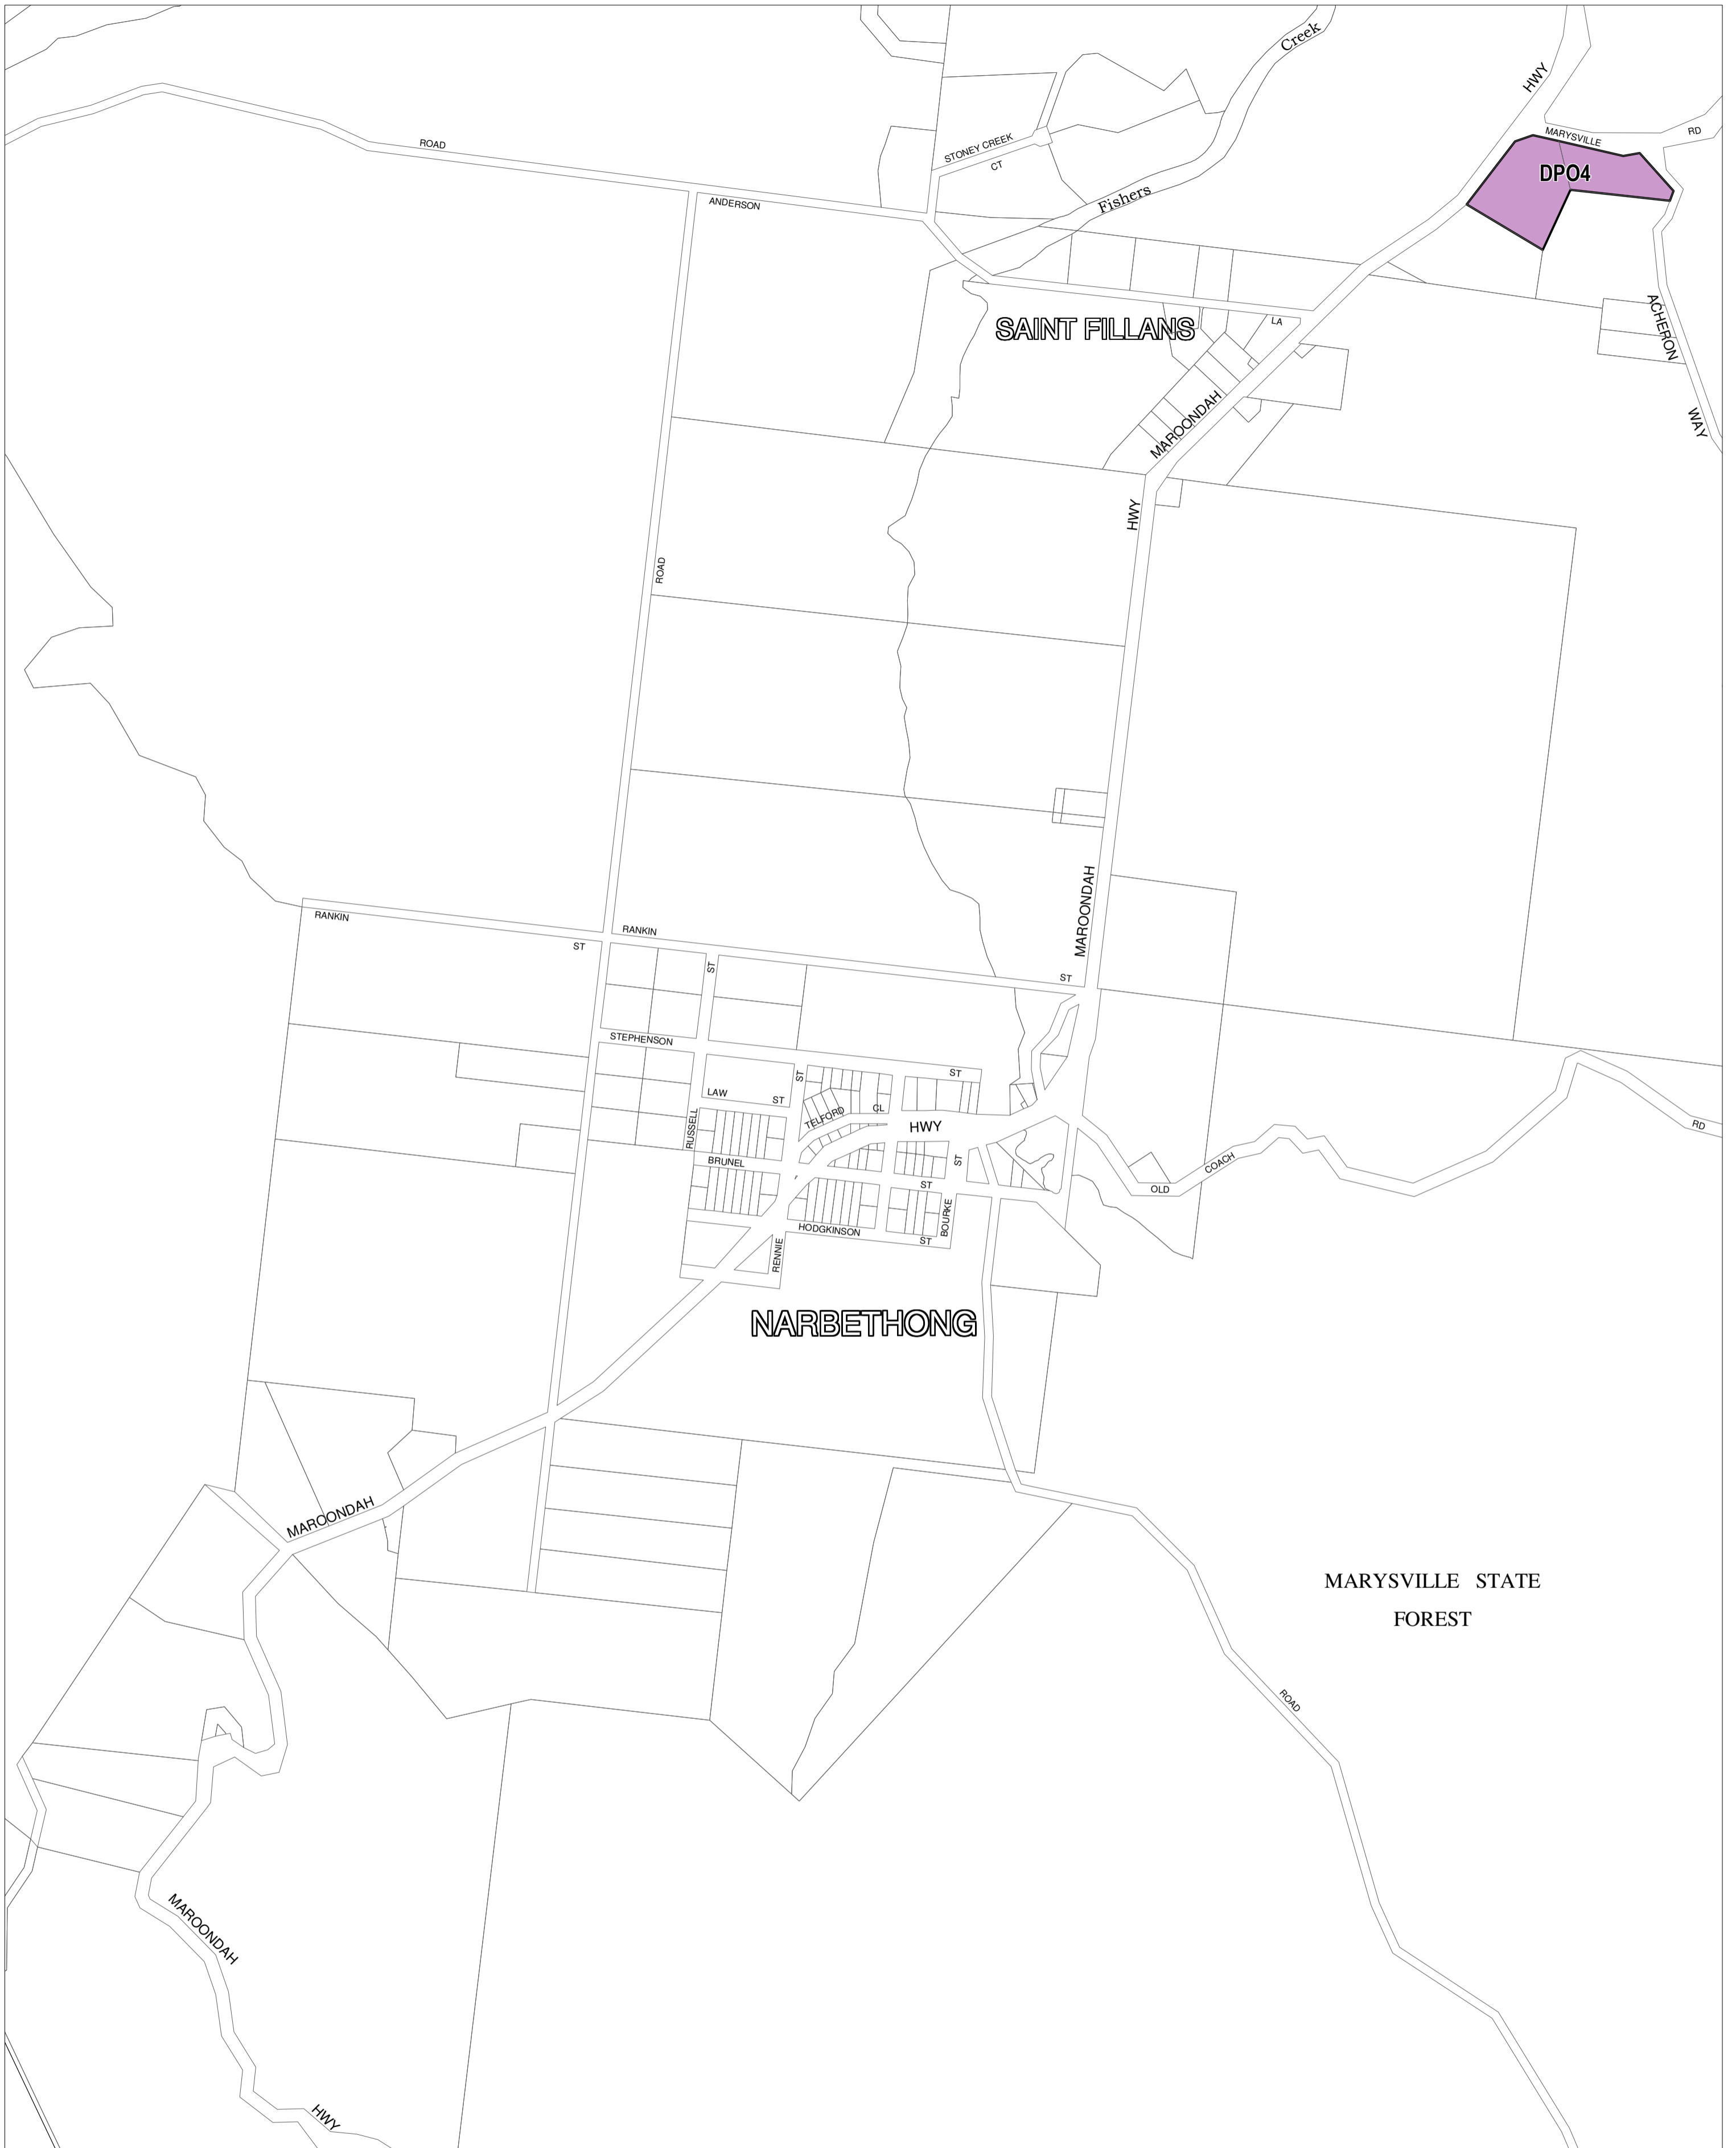 Creek
HWY
MARYSVILLE
RD
ROAD
STONEY CREEK
CT
DPO4
ANDERSON
Fishers
ACHERON
WAY
SAINT FILLANS
LA
MAROONDAH
HWY
ROAD
MAROONDAH
RANKIN
ST
RANKIN
ST
ST
STEPHENSON
ST
ST
LAW
ST
TELFORD
CL
HWY
RUSSELL
BRUNEL
ST
ST
COACH
OLD
RD
BOURKE
HODGKINSON
ST
RENNIE
NARBETHONG
MAROONDAH
MARYSVILLE STATE
FOREST
ROAD
MAROONDAH
HWY